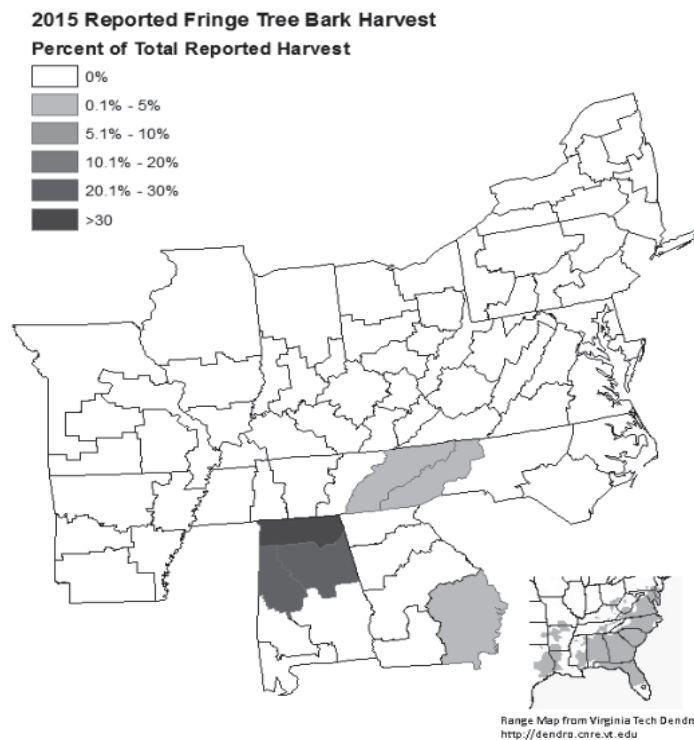 2015 Reported Fringe Tree Bark Harvest
Percent of Total Reported Harvest
0%
0.1% - 5%
5.1% - 10%
10.1% - 20%
20.1% - 30%
>30
Range Map from Virginia Tech Dendro
http://dendro.cnre.vt.edu